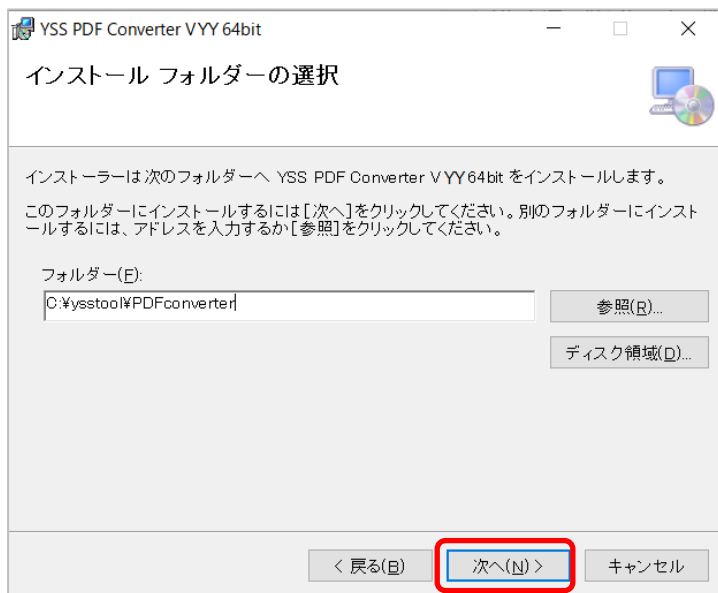 YSS PDF Converter VYY 64bit
インストール フォルダーの選択
インストーラーは次のフォルダーへ YSS PDF Converter V YY 64bit をインストールします。
このフォルダーにインストールするには[次へ]をクリックしてください。別のフォルダーにインスト
ールするには、アドレスを入力するか[参照]をクリックしてください。
フォルダー(F):
C:¥ysstool¥PDFconverter
参照(R)...
ディスク領域(D)...
< 戻る(B)
次へ(N) >
キャンセル